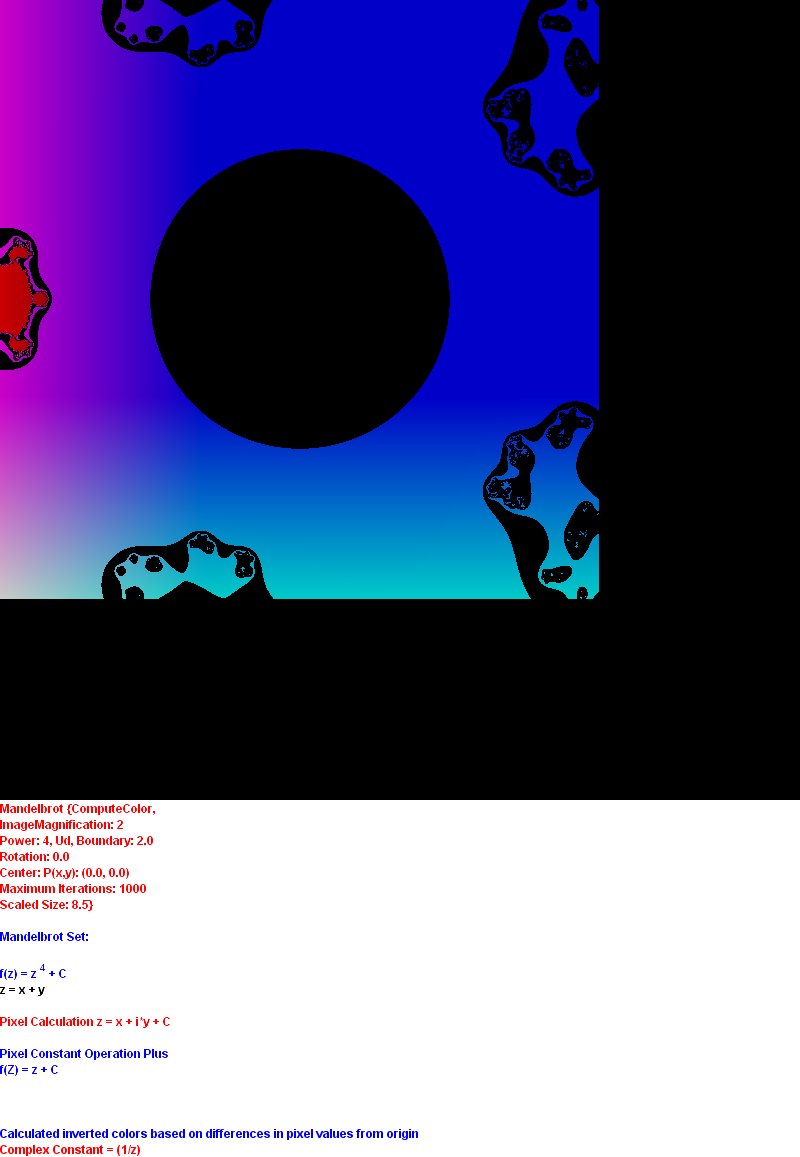 Mandelbrot {ComputeColor,
ImageMagnification: 2
Power: 4, Ud, Boundary: 2.0
Rotation: 0.0
Center: P(x,y): (0.0, 0.0)
Maximum Iterations: 1000
Scaled Size: 8.5}
Mandelbrot Set:
f(z) = z 4 + C
z = x + y
Pixel Calculation z = x + i*y + C
Pixel Constant Operation Plus
f(Z) = z + C
Calculated inverted colors based on differences in pixel values from origin
Complex Constant = (1/z)